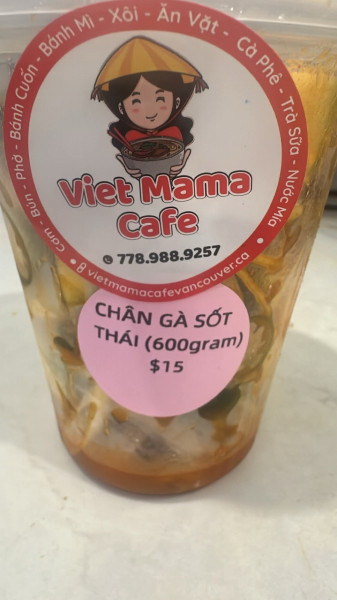 Cơm - Bún - Phở - Bánh Cuốn - Bánh Mì - Xôi - Ăn Vặt - Cà Phê - Trà Sữa - Nước Mía
Viet Mama
Cafe
778.988.9257
vietmamacafevancouver.ca
CHÂN GÀ SỐT
THÁI (600gram)
$15